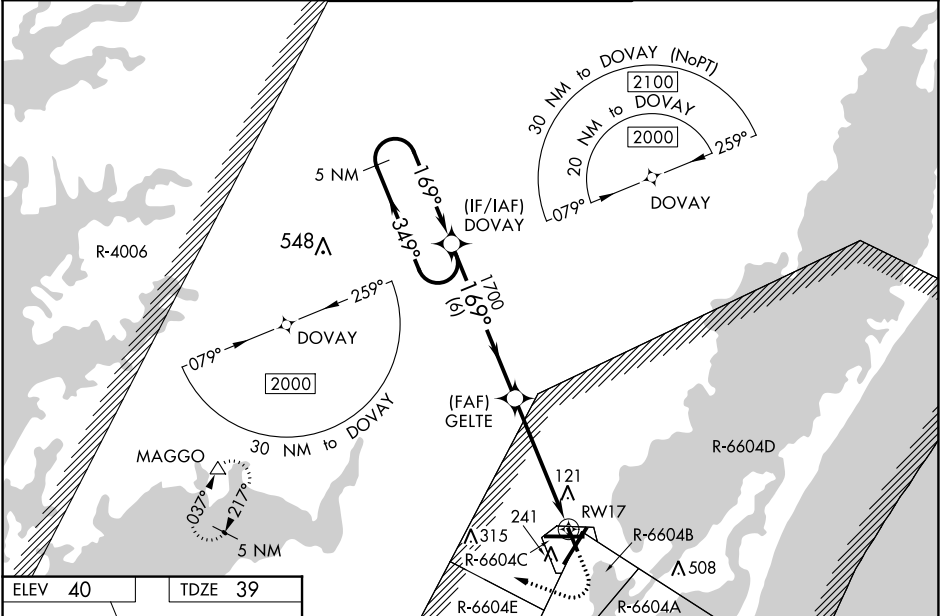 30 NM to DOVAY (NoPT)
2100
20 NM to DOVAY
2000
259°
079°
DOVAY
5 NM
169°
349°
(IF/IAF)
DOVAY
R-4006
548
1700
169°
(6)
259°
079°
DOVAY
2000
30 NM to DOVAY
(FAF)
GELTE
R-6604D
MAGGO
037°
217°
5 NM
121
RW17
241
315
R-6604C
R-6604B
508
R-6604E
R-6604A
ELEV 40
TDZE 39